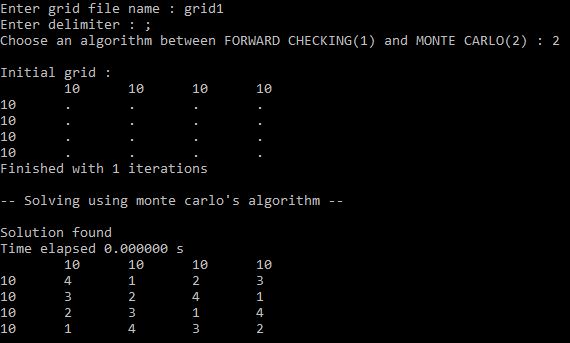 Enter grid file name : grid1
Enter delimiter : ;
Choose an algorithm between FORWARD CHECKING(1) and MONTE CARLO(2) : 2
Initial grid :
10 10 10 10
10 . . . .
10 . . . .
10 . . . .
10 . . . .
Finished with 1 iterations
-- Solving using monte carlo's algorithm --
Solution found
Time elapsed 0.000000 s
10 10 10 10
10 4 1 2 3
10 3 2 4 1
10 2 3 1 4
10 1 4 3 2